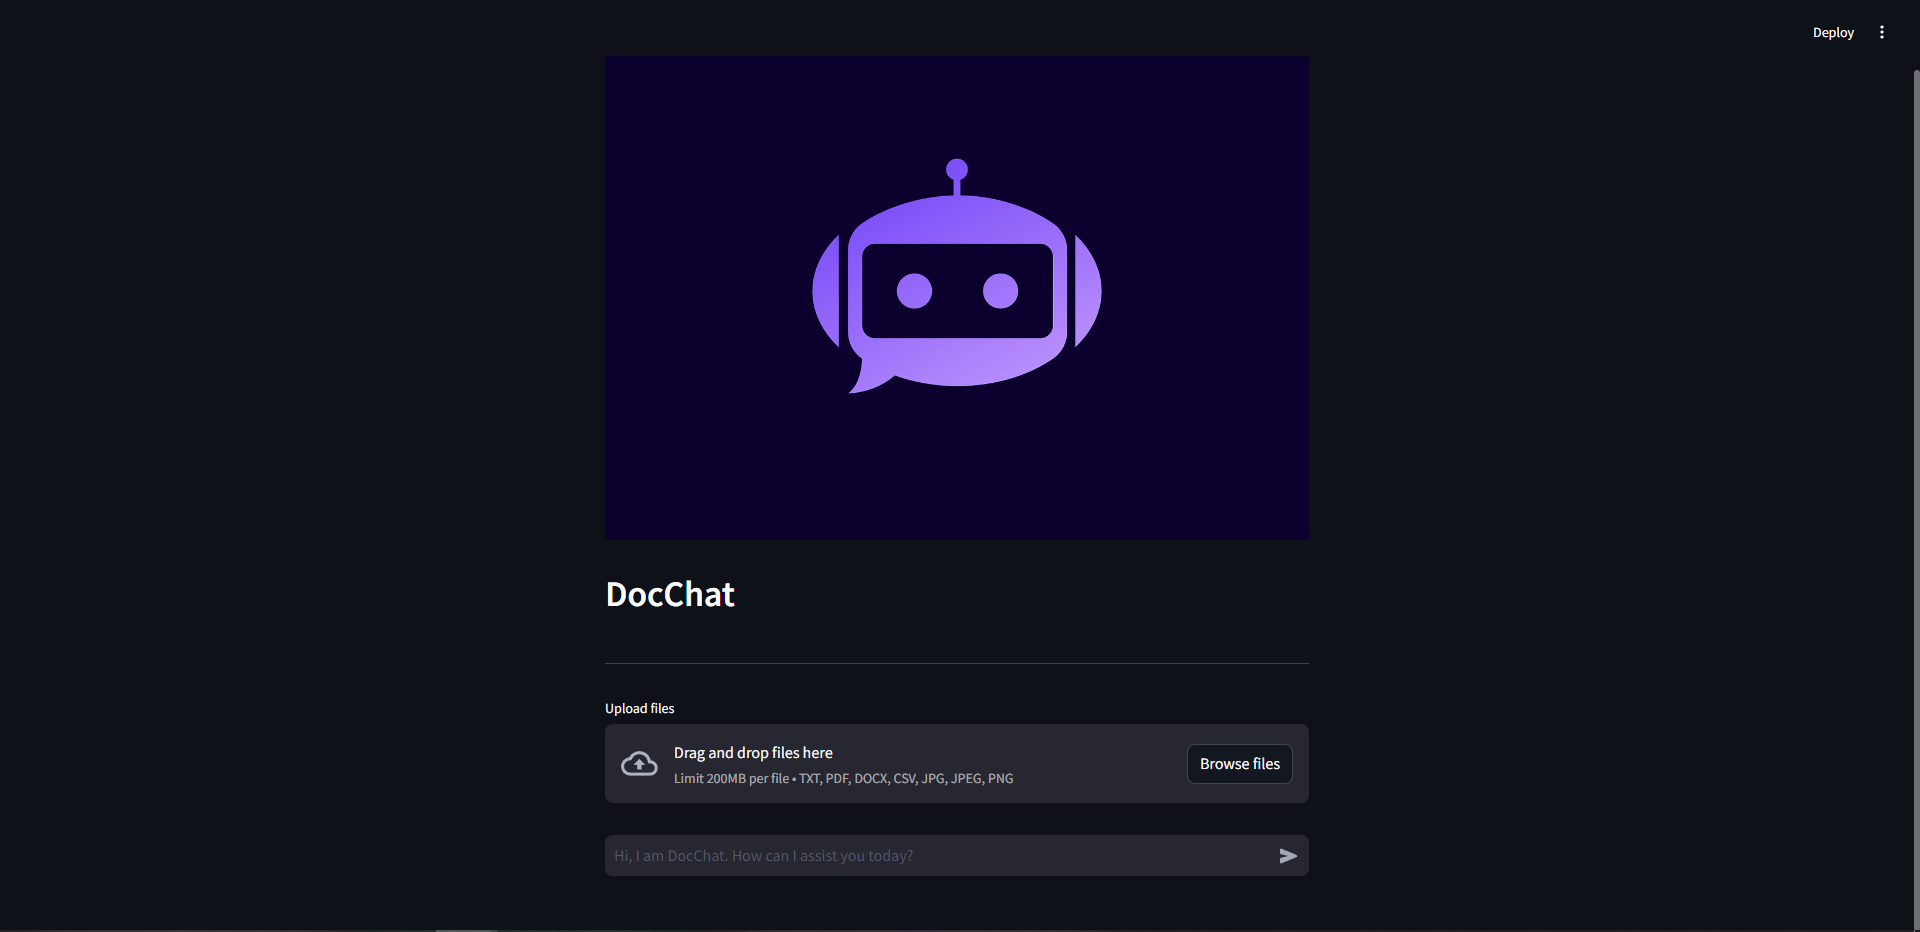 Deploy
DocChat
Upload files
Drag and drop files here
Limit 200MB per file • TXT, PDF, DOCX, CSV, JPG, JPEG, PNG
Browse files
Hi, I am DocChat. How can I assist you today?